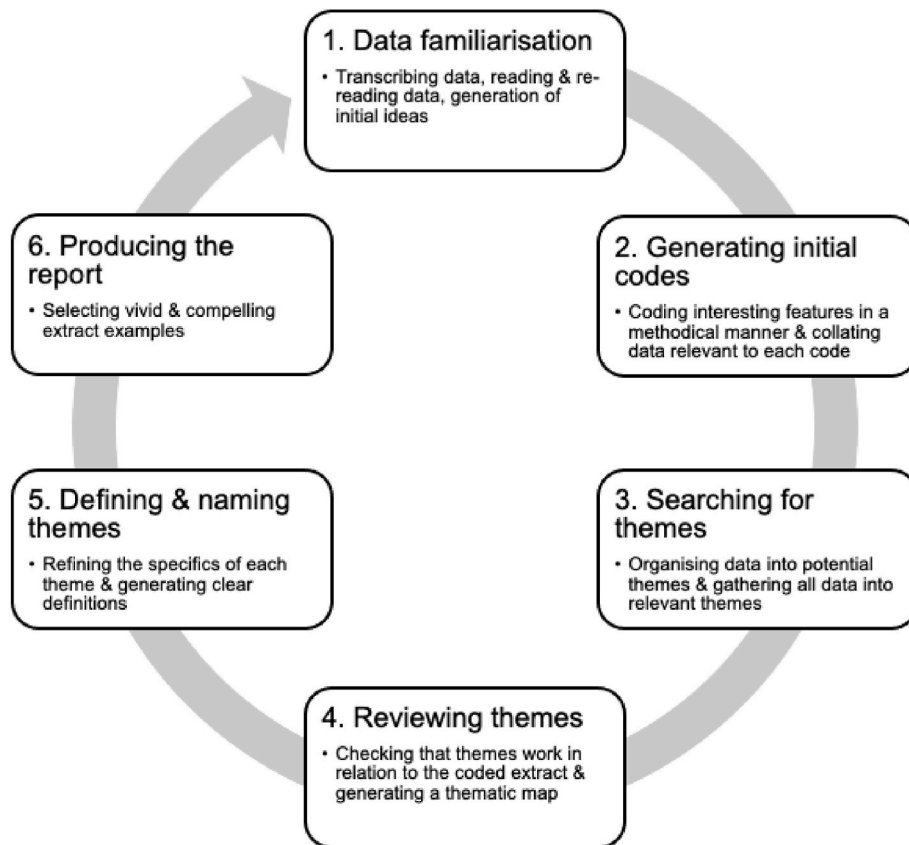 1. Data familiarisation
• Transcribing data, reading & re-
reading data, generation of
initial ideas
2. Generating initial
codes
• Coding interesting features in a
methodical manner & collating
data relevant to each code
3. Searching for
themes
• Organising data into potential
themes & gathering all data into
relevant themes
4. Reviewing themes
• Checking that themes work in
relation to the coded extract &
generating a thematic map
5. Defining & naming
themes
• Refining the specifics of each
theme & generating clear
definitions
6. Producing the
report
• Selecting vivid & compelling
extract examples